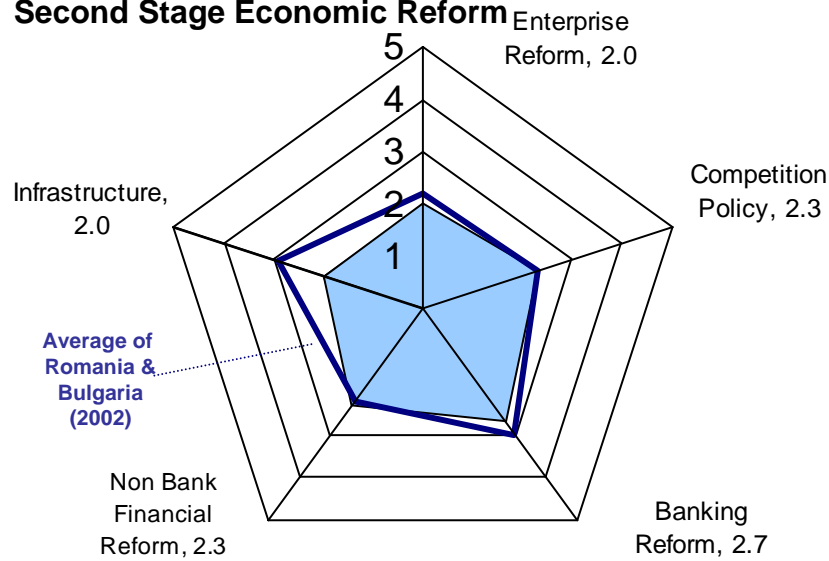 Second Stage Economic Reform
Enterprise
Reform, 2.0
5
4
3
2
1
Competition
Policy, 2.3
Infrastructure,
2.0
Average of
Romania &
Bulgaria
(2002)
Non Bank
Financial
Reform, 2.3
Banking
Reform, 2.7